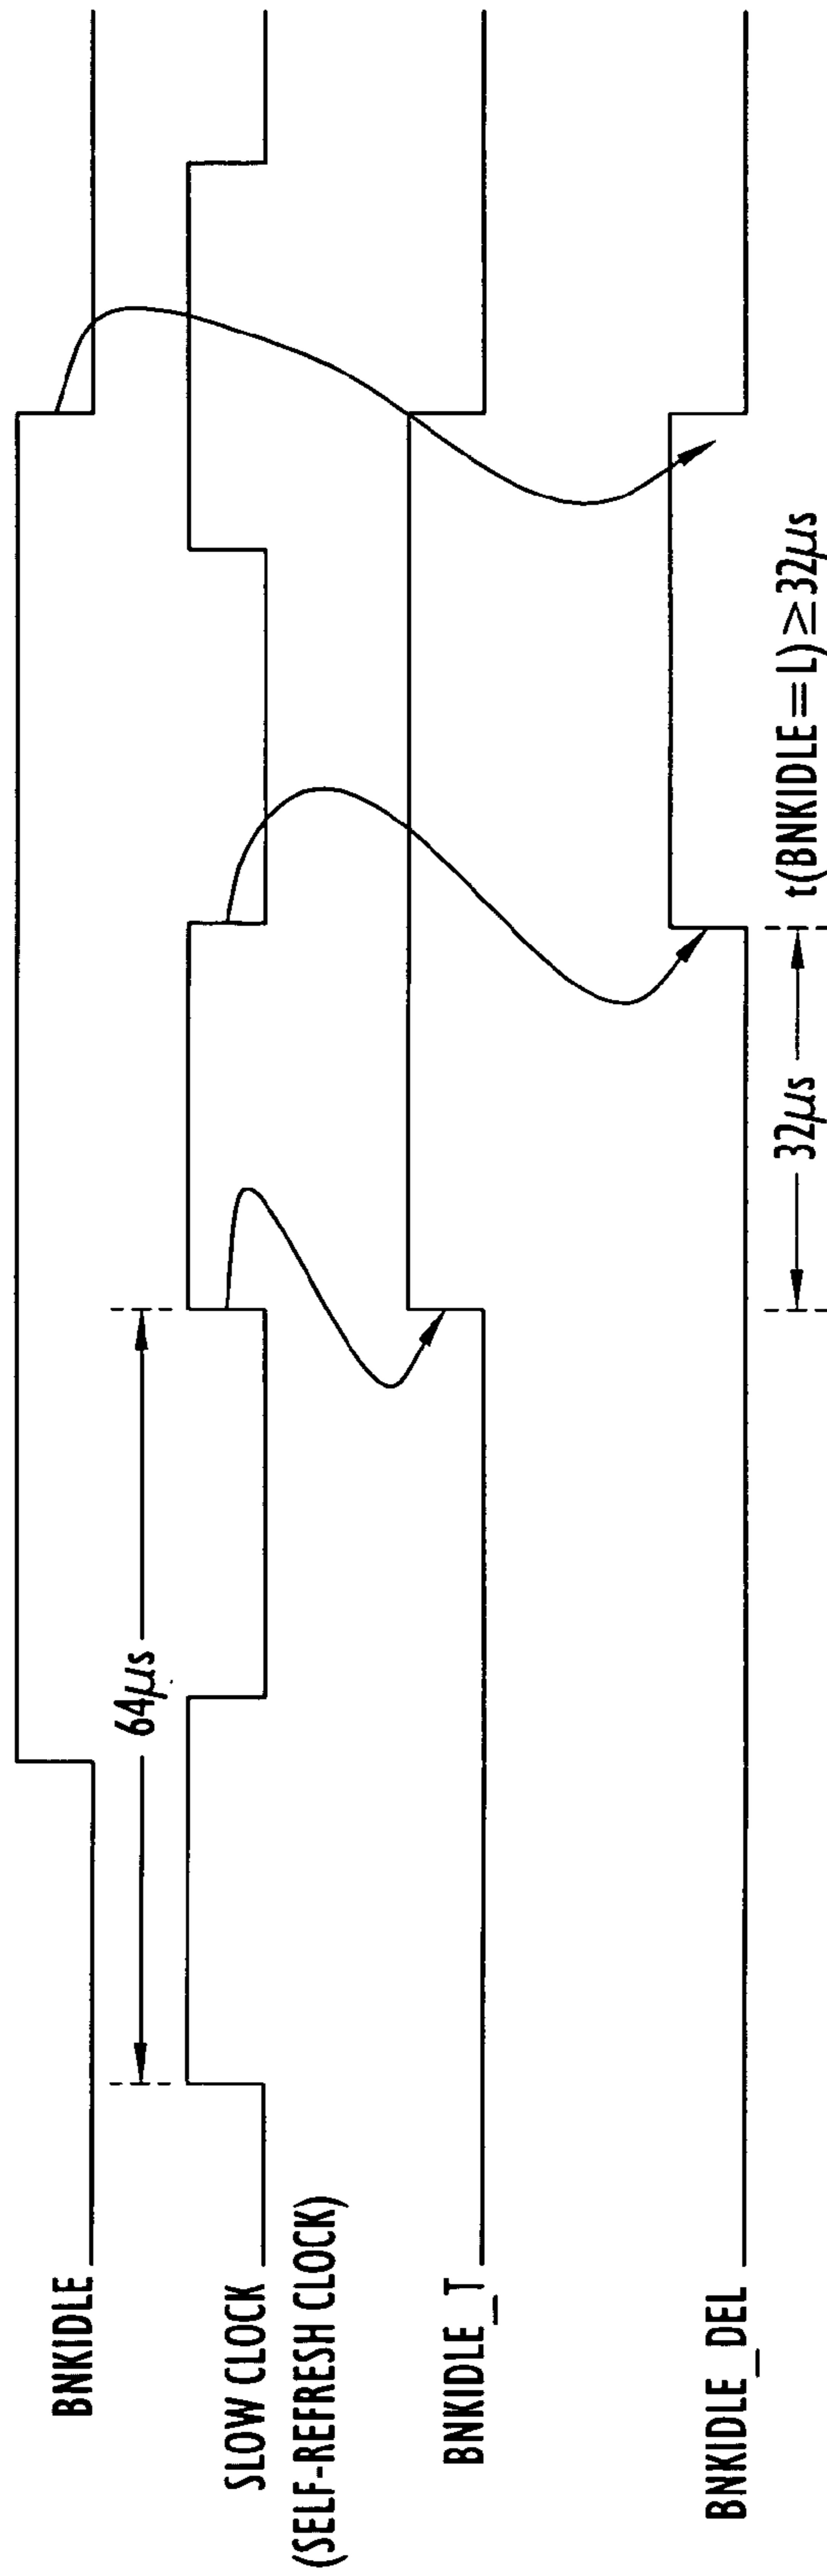 BNKIDLE
64µs
SLOW CLOCK
(SELF-REFRESH CLOCK)
BNKIDLE_T
BNKIDLE_DEL
32µs
t(BNKIDLE=L)≥32µs